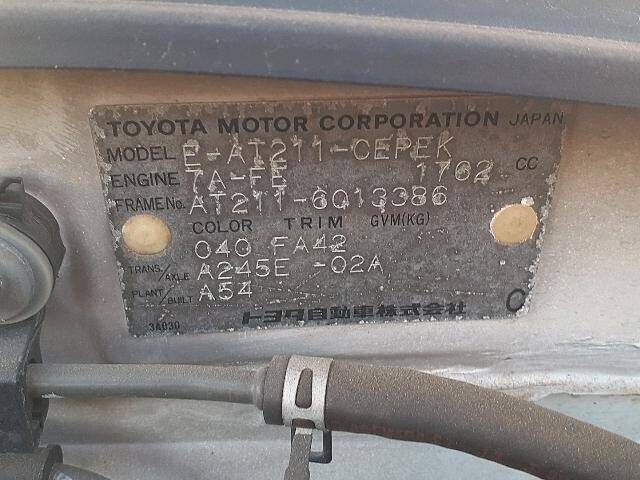 TOYOTA MOTOR CORPORATION JAPAN
MODEL E-AT211-CEPEK
ENGINE 7A-FE 1762 CC
FRAME No. AT211-6013386
COLOR TRIM GVM(KG)
040 FA42
TRANS./AXLE A245E -02A
PLANT/BUILT A54
トヨタ自動車株式会社 C
3A030